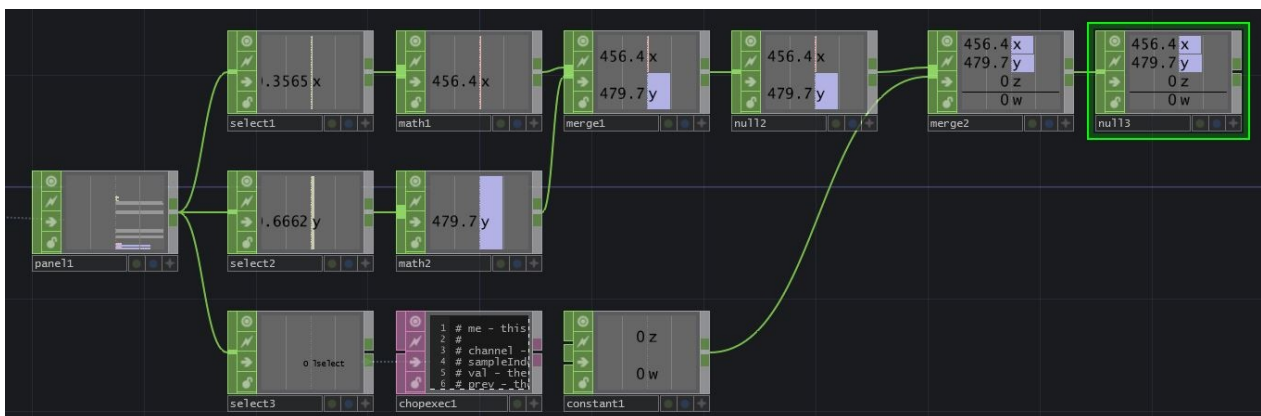 .3565 x
select1
456.4 x
math1
456.4 x
479.7 y
merge1
456.4 x
479.7 y
null2
456.4 x
479.7 y
0 z
0 w
merge2
456.4 x
479.7 y
0 z
0 w
null3
panel1
.6662 y
select2
479.7 y
math2
0 lselect
select3
1 # me - this
2 #
3 # channel -
4 # sampleInd
5 # val - the
6 # prev - th
chopexec1
0 z
0 w
constant1